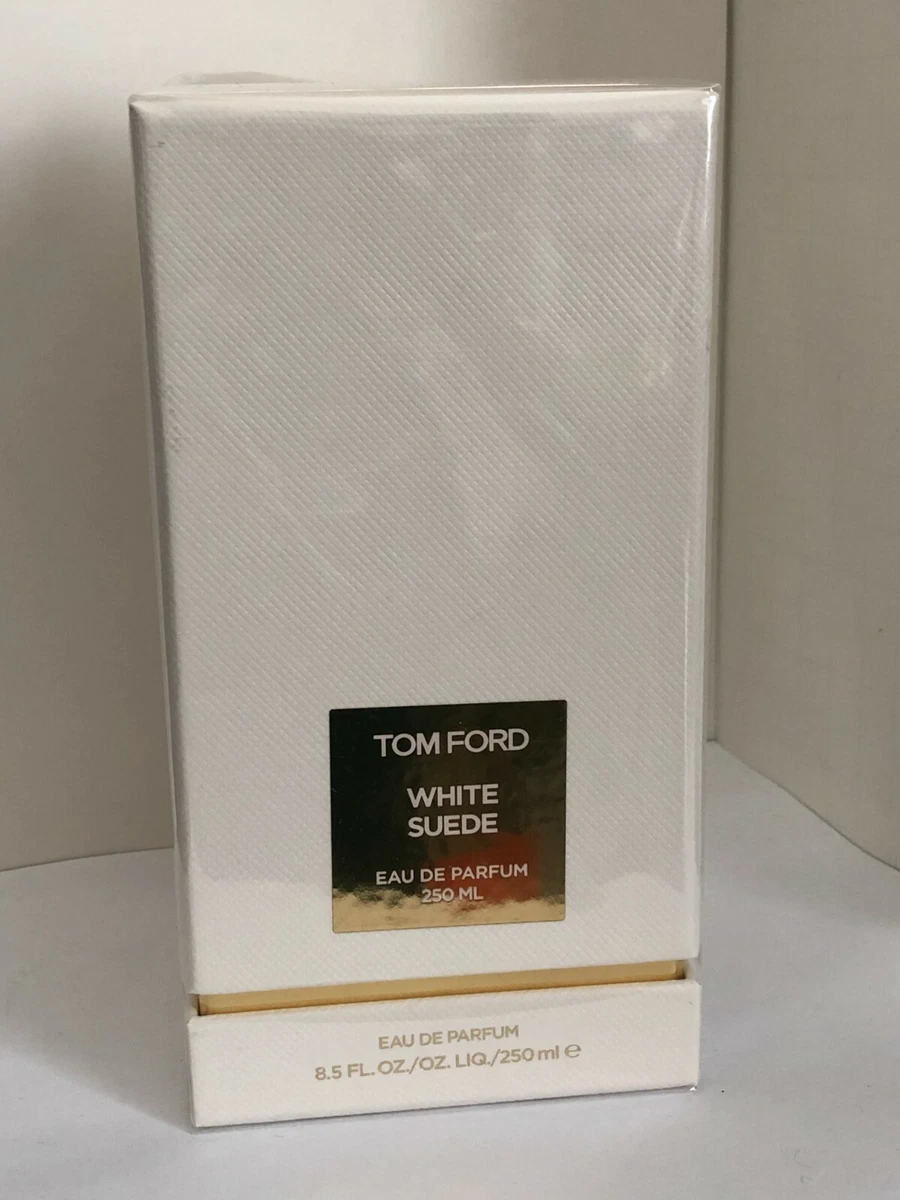 TOM FORD
WHITE
SUEDE
EAU DE PARFUM
250 ML
EAU DE PARFUM
8.5 FL. OZ./OZ. LIQ./250 ml ℮